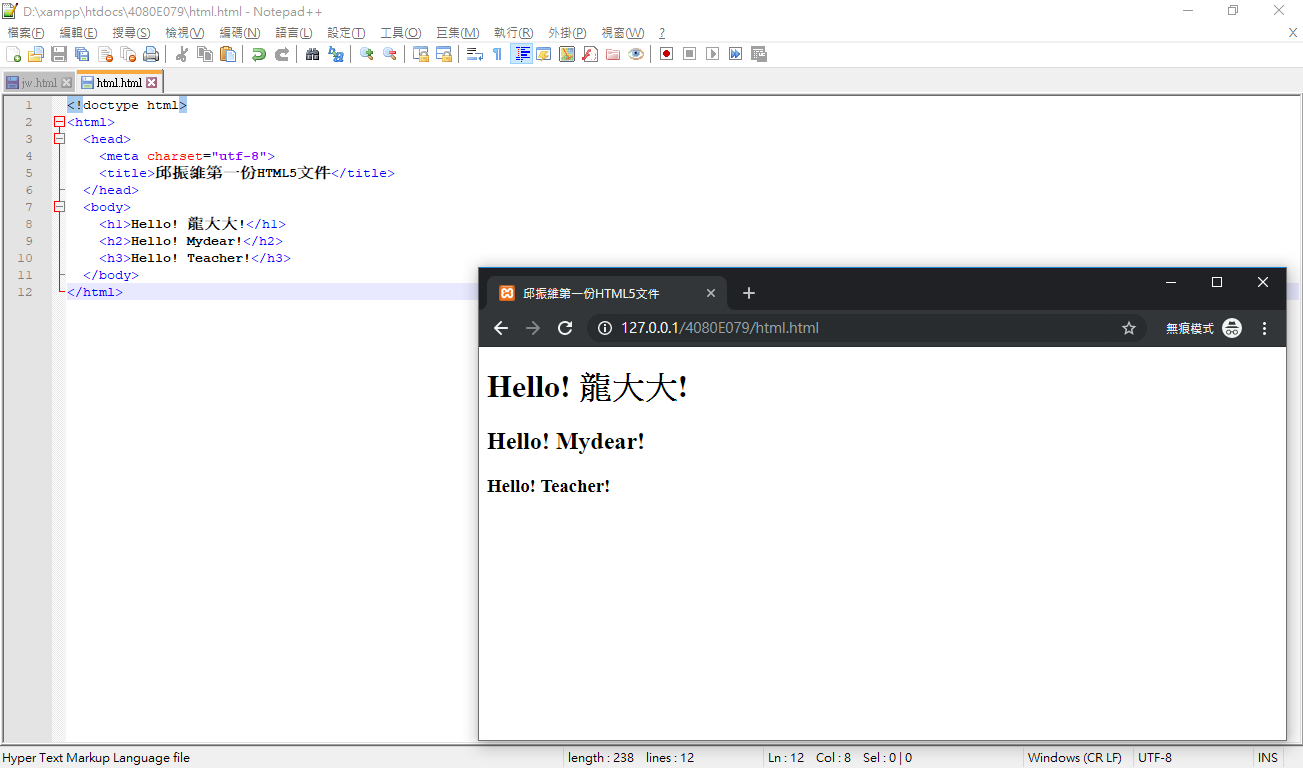 D:\xampp\htdocs\4080E079\html.html - Notepad++
檔案(F) 編輯(E) 搜尋(S) 檢視(V) 編碼(N) 語言(L) 設定(T) 工具(O) 巨集(M) 執行(R) 外掛(P) 視窗(W) ? X
jw.html html.html
1 <!doctype html>
2 <html>
3 <head>
4 <meta charset="utf-8">
5 <title>邱振維第一份HTML5文件</title>
6 </head>
7 <body>
8 <h1>Hello! 龍大大!</h1>
9 <h2>Hello! Mydear!</h2>
10 <h3>Hello! Teacher!</h3>
11 </body>
12 </html>
邱振維第一份HTML5文件
127.0.0.1/4080E079/html.html 無痕模式
Hello! 龍大大!
Hello! Mydear!
Hello! Teacher!
Hyper Text Markup Language file length : 238 lines : 12 Ln : 12 Col : 8 Sel : 0 | 0 Windows (CR LF) UTF-8 INS